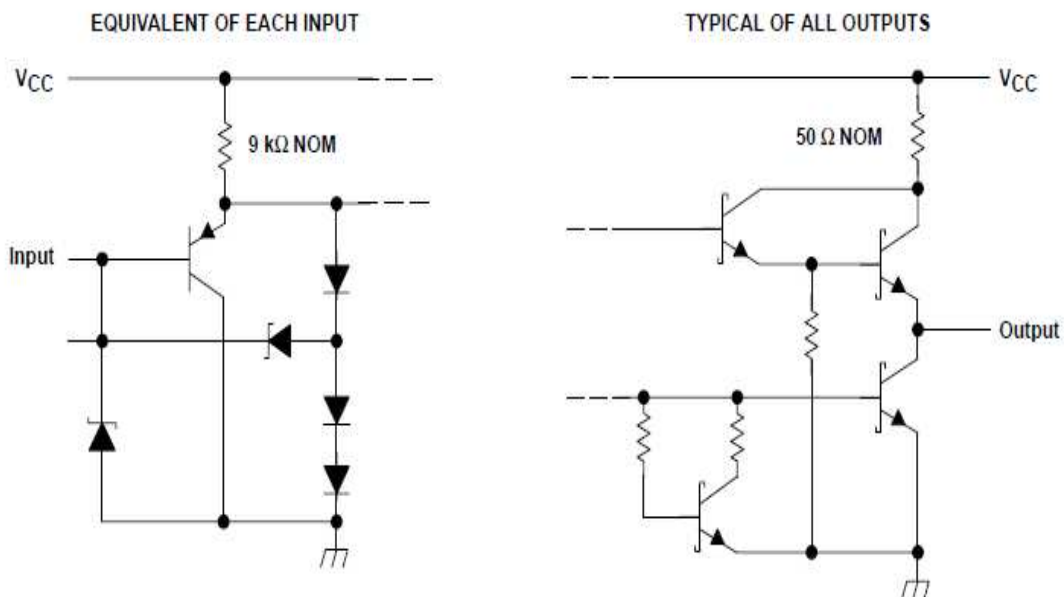 EQUIVALENT OF EACH INPUT
VCC
9 kΩ NOM
Input
TYPICAL OF ALL OUTPUTS
VCC
50 Ω NOM
Output